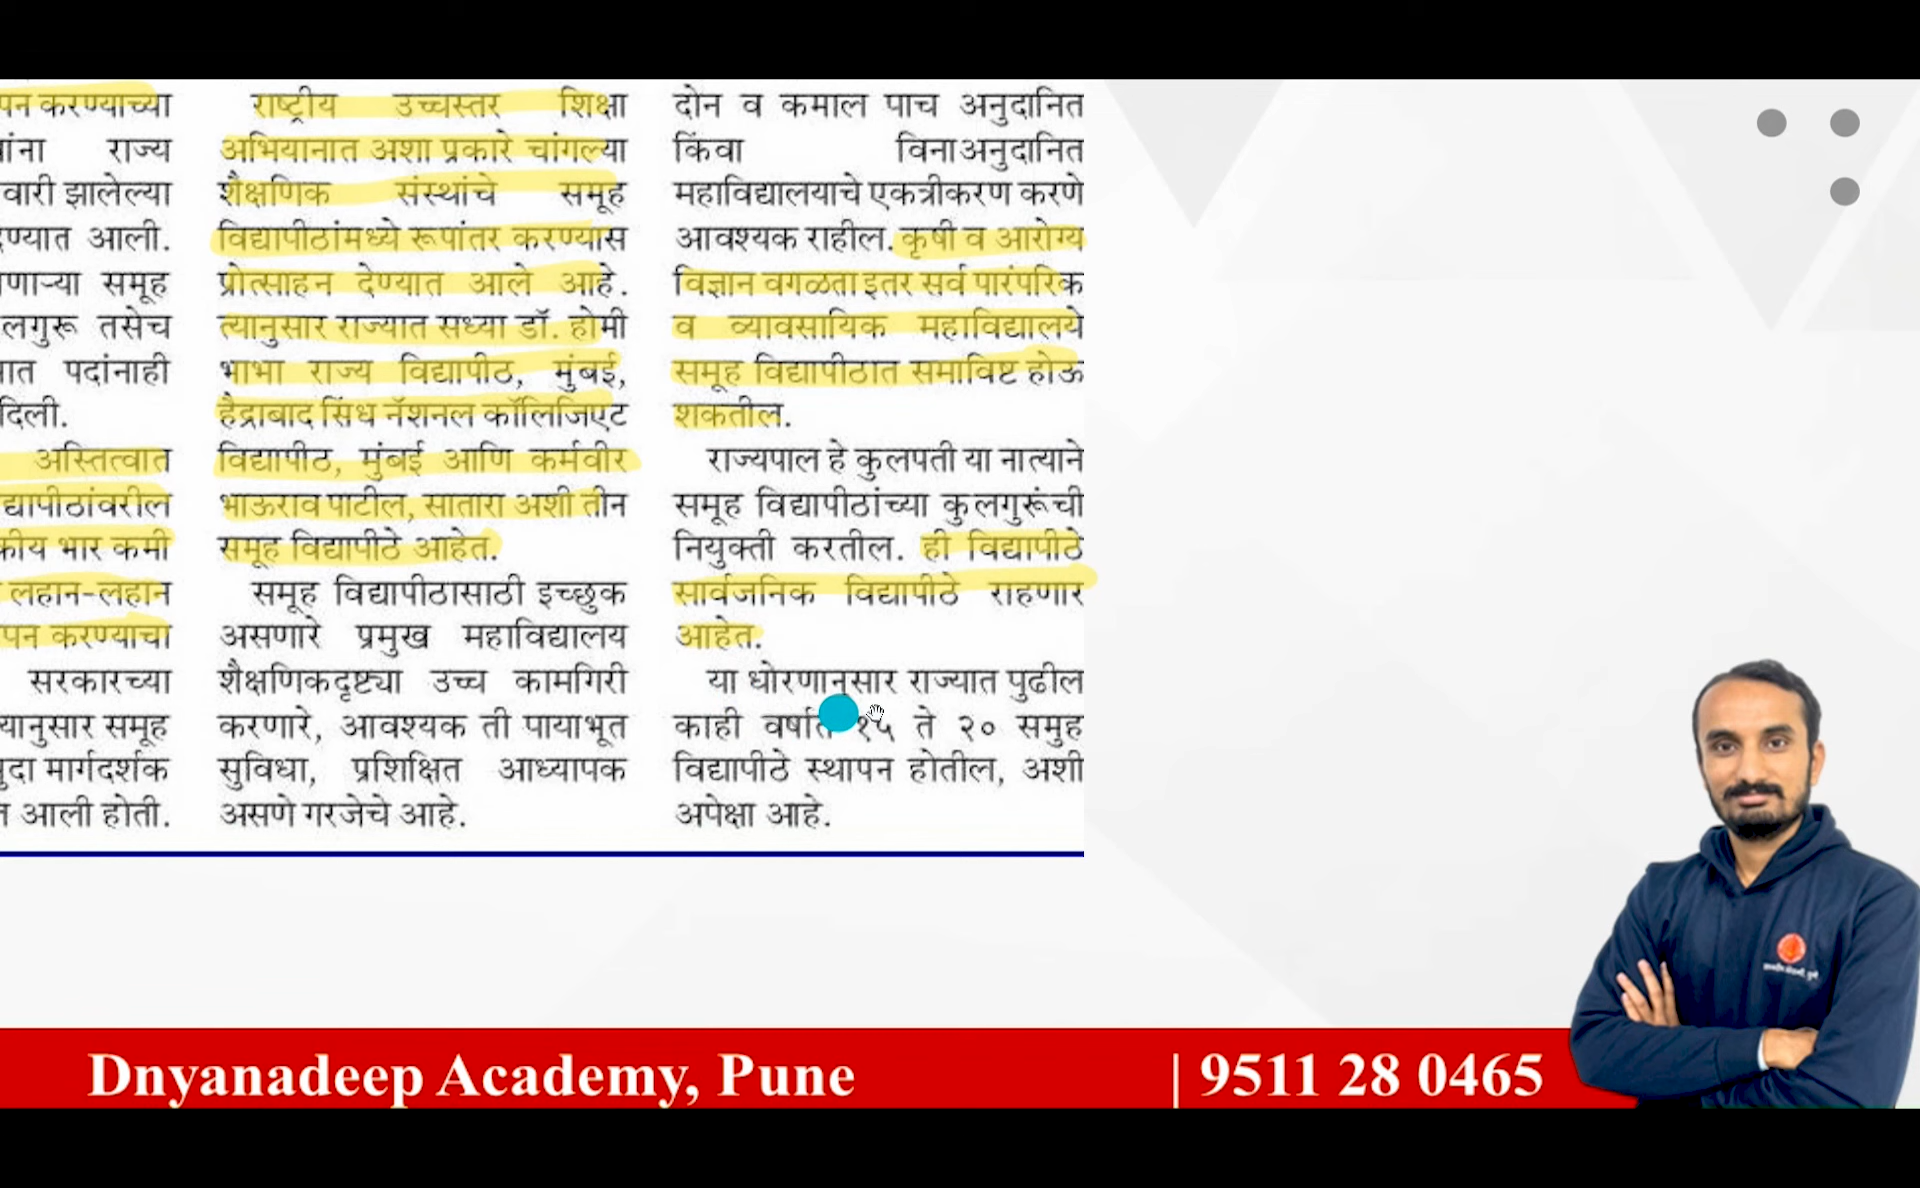 पन करण्याच्या
ांना राज्य
वारी झालेल्या
ण्यात आली.
णाऱ्या समूह
लगुरू तसेच
ात पदांनाही
दिली.
अस्तित्वात
द्यापीठांवरील
कीय भार कमी
लहान-लहान
पन करण्याचा
सरकारच्या
यानुसार समूह
ुदा मार्गदर्शक
आली होती.
राष्ट्रीय उच्चस्तर शिक्षा
अभियानात अशा प्रकारे चांगल्या
शैक्षणिक संस्थांचे समूह
विद्यापीठांमध्ये रूपांतर करण्यास
प्रोत्साहन देण्यात आले आहे.
त्यानुसार राज्यात सध्या डॉ. होमी
भाभा राज्य विद्यापीठ, मुंबई,
हैद्राबाद सिंध नॅशनल कॉलिजिएट
विद्यापीठ, मुंबई आणि कर्मवीर
भाऊराव पाटील, सातारा अशी तीन
समूह विद्यापीठे आहेत.
समूह विद्यापीठासाठी इच्छुक
असणारे प्रमुख महाविद्यालय
शैक्षणिकदृष्ट्या उच्च कामगिरी
करणारे, आवश्यक ती पायाभूत
सुविधा, प्रशिक्षित आध्यापक
असणे गरजेचे आहे.
दोन व कमाल पाच अनुदानित
किंवा विनाअनुदानित
महाविद्यालयाचे एकत्रीकरण करणे
आवश्यक राहील. कृषी व आरोग्य
विज्ञान वगळता इतर सर्व पारंपरिक
व व्यावसायिक महाविद्यालये
समूह विद्यापीठात समाविष्ट होऊ
शकतील.
राज्यपाल हे कुलपती या नात्याने
समूह विद्यापीठांच्या कुलगुरूंची
नियुक्ती करतील. ही विद्यापीठे
सार्वजनिक विद्यापीठे राहणार
आहेत.
या धोरणानुसार राज्यात पुढील
काही वर्षात १५ ते २० समुह
विद्यापीठे स्थापन होतील, अशी
अपेक्षा आहे.
Dnyanadeep Academy, Pune | 9511 28 0465